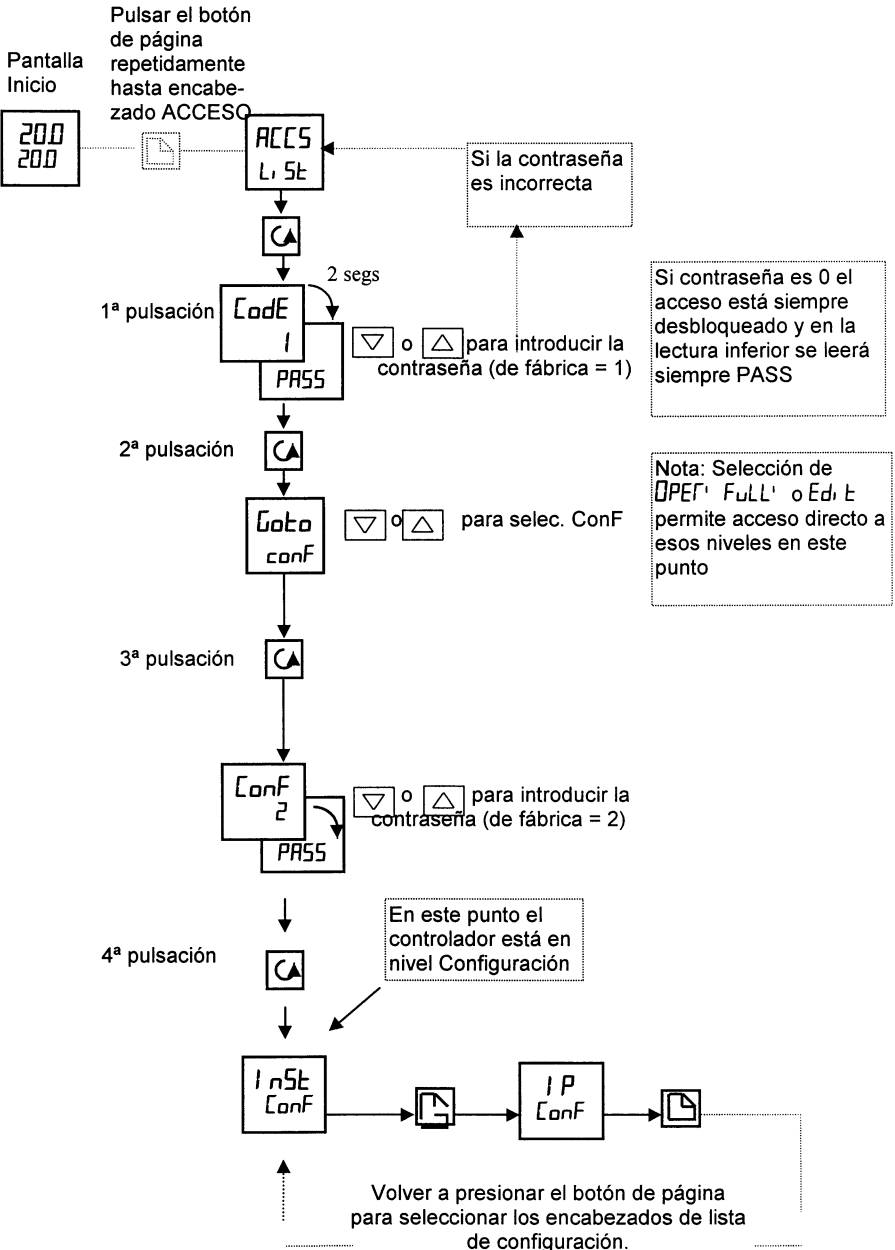 Pulsar el botón
de página
repetidamente
hasta encabe-
zado ACCESO
Pantalla
Inicio
20.0
20.0
ACCS
LiSt
Si la contraseña
es incorrecta
2 segs
1ª pulsación
CodE
1
PASS
o
para introducir la
contraseña (de fábrica = 1)
Si contraseña es 0 el
acceso está siempre
desbloqueado y en la
lectura inferior se leerá
siempre PASS
2ª pulsación
Goto
conF
o
para selec. ConF
Nota: Selección de
OPEr, FuLL, o Edit
permite acceso directo a
esos niveles en este
punto
3ª pulsación
ConF
2
PASS
o
para introducir la
contraseña (de fábrica = 2)
4ª pulsación
En este punto el
controlador está en
nivel Configuración
InSt
ConF
IP
ConF
Volver a presionar el botón de página
para seleccionar los encabezados de lista
de configuración.